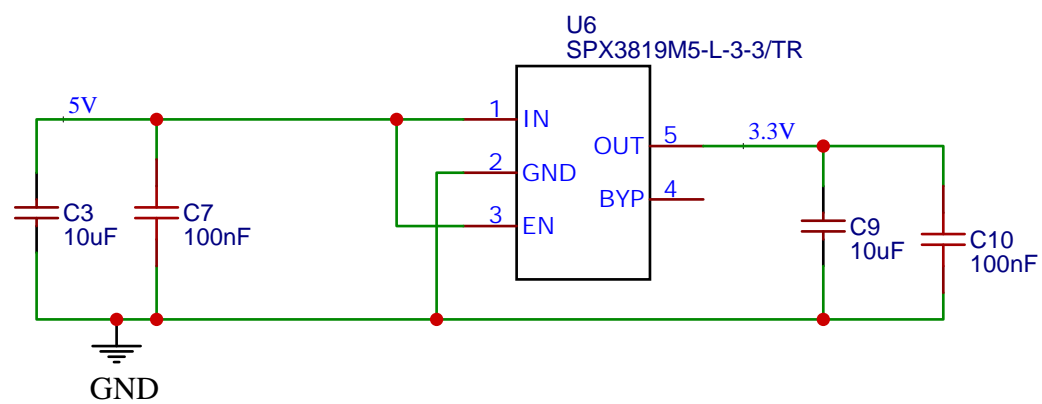 U6
SPX3819M5-L-3-3/TR
5V
1
IN
2
GND
3
EN
OUT
5
3.3V
BYP
4
C3
10uF
C7
100nF
C9
10uF
C10
100nF
GND